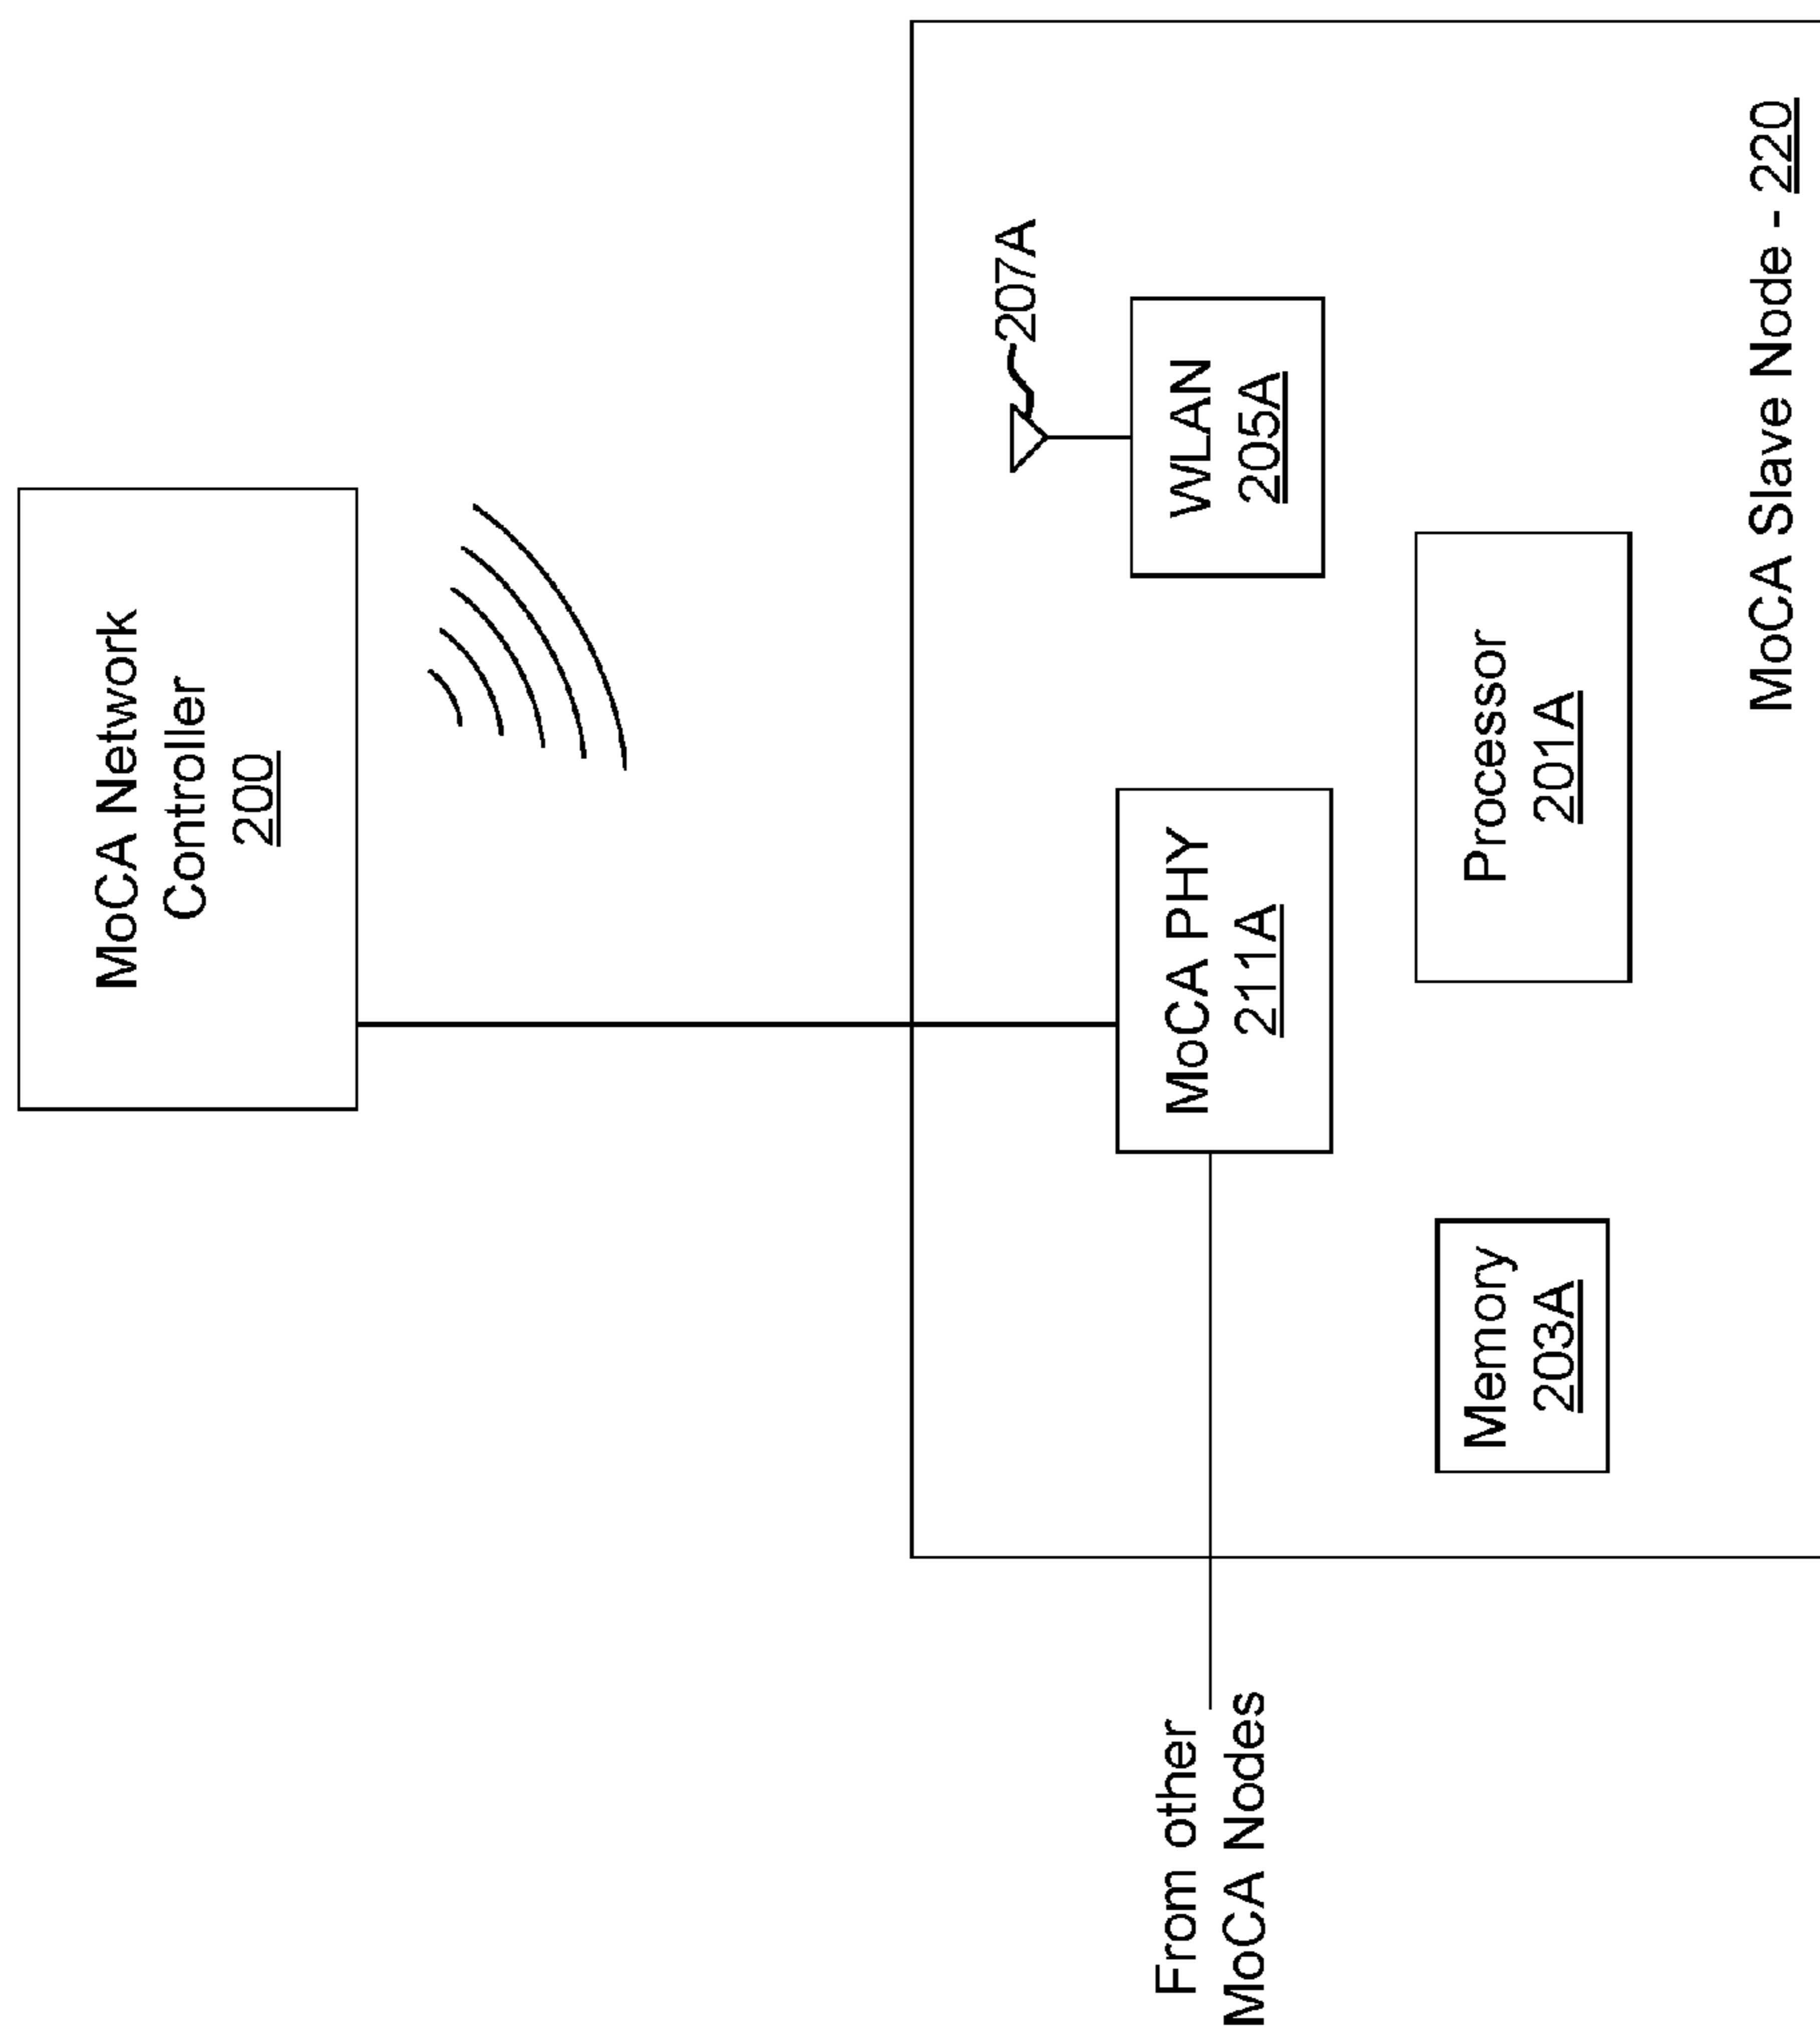 MoCA Network
Controller
200
207A
WLAN
205A
MoCA PHY
211A
From other
MoCA Nodes
Processor
201A
Memory
203A
MoCA Slave Node - 220